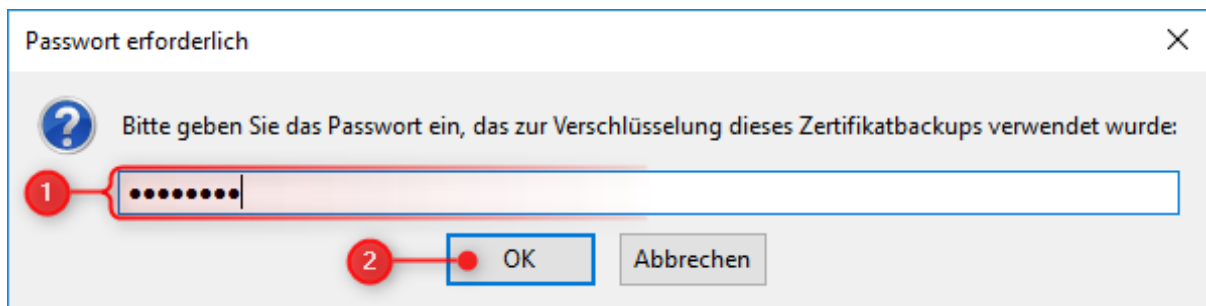 Passwort erforderlich
Bitte geben Sie das Passwort ein, das zur Verschlüsselung dieses Zertifikatbackups verwendet wurde:
1 ●●●●●●●●
2 OK Abbrechen